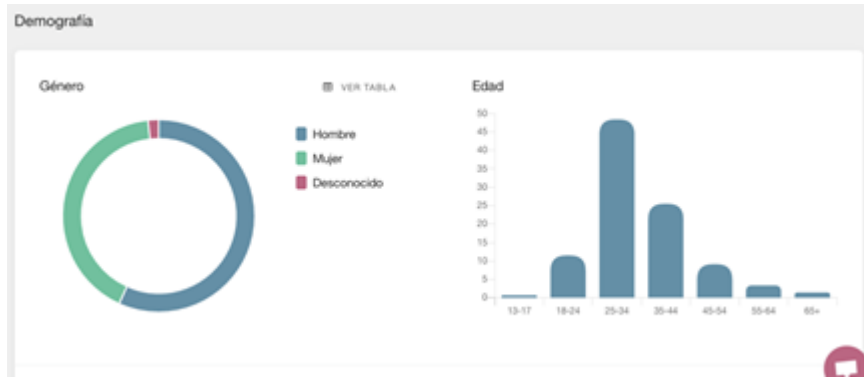 Demografía
Género
VER TABLA
Hombre
Mujer
Desconocido
Edad
50
45
40
35
30
25
20
15
10
5
0
13-17 18-24 25-34 35-44 45-54 55-64 65+